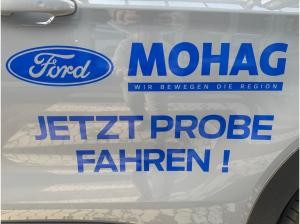 Ford MOHAG
WIR BEWEGEN DIE REGION
JETZT PROBE
FAHREN !